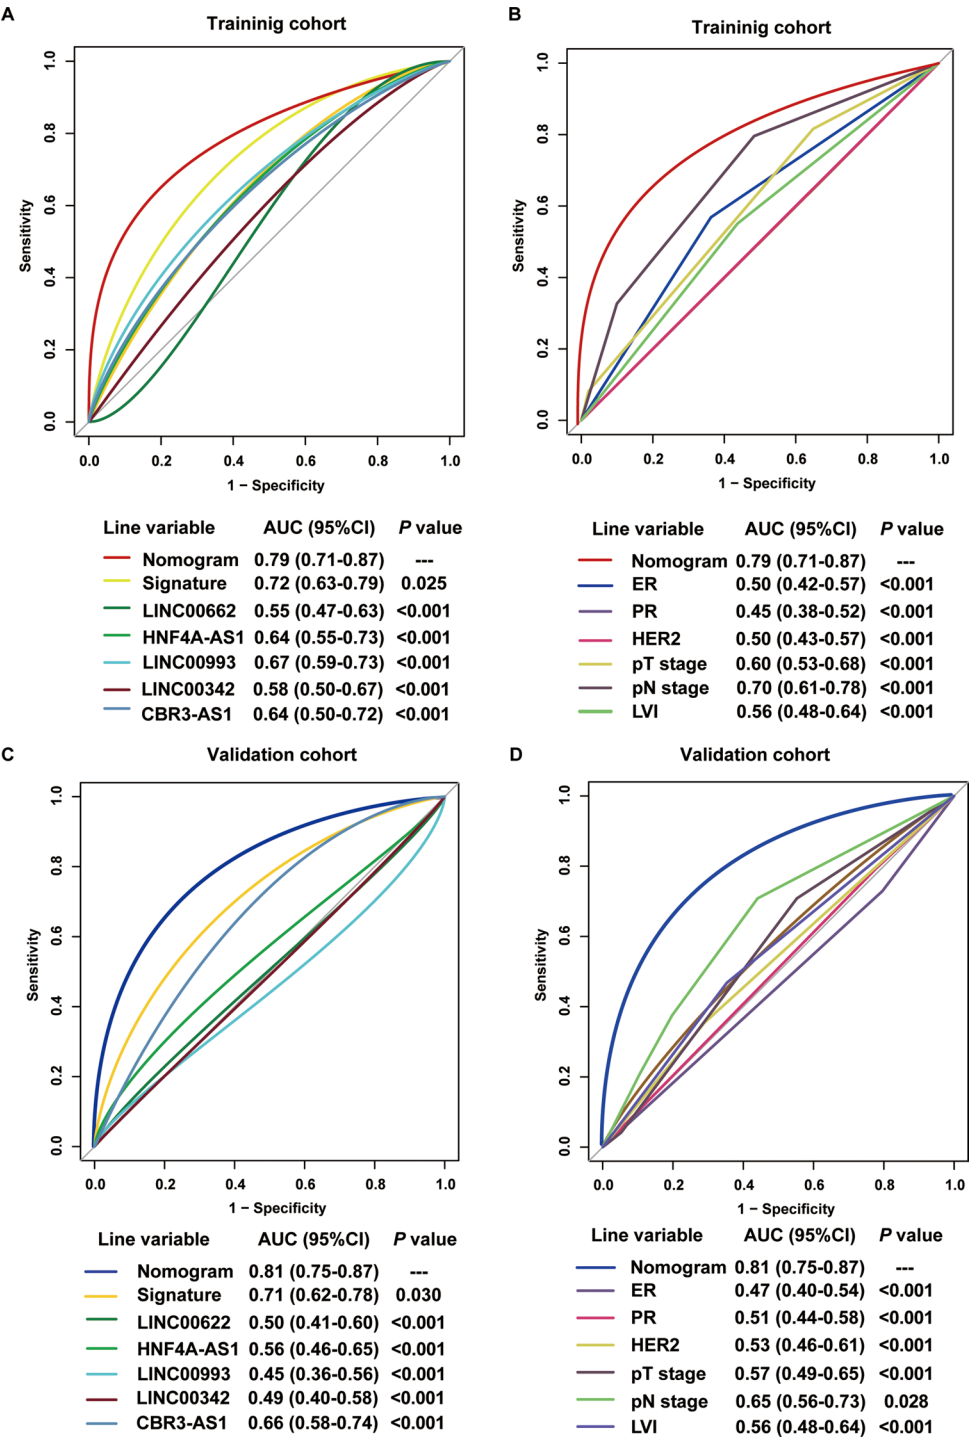 A
Traininig cohort
Sensitivity
1.0
0.8
0.6
0.4
0.2
0.0
0.0 0.2 0.4 0.6 0.8 1.0
1 – Specificity
Line variable AUC (95%CI) P value
Nomogram 0.79 (0.71-0.87) ---
Signature 0.72 (0.63-0.79) 0.025
LINC00662 0.55 (0.47-0.63) <0.001
HNF4A-AS1 0.64 (0.55-0.73) <0.001
LINC00993 0.67 (0.59-0.73) <0.001
LINC00342 0.58 (0.50-0.67) <0.001
CBR3-AS1 0.64 (0.50-0.72) <0.001
B
Traininig cohort
Sensitivity
1.0
0.8
0.6
0.4
0.2
0.0
0.0 0.2 0.4 0.6 0.8 1.0
1 – Specificity
Line variable AUC (95%CI) P value
Nomogram 0.79 (0.71-0.87) ---
ER 0.50 (0.42-0.57) <0.001
PR 0.45 (0.38-0.52) <0.001
HER2 0.50 (0.43-0.57) <0.001
pT stage 0.60 (0.53-0.68) <0.001
pN stage 0.70 (0.61-0.78) <0.001
LVI 0.56 (0.48-0.64) <0.001
C
Validation cohort
Sensitivity
1.0
0.8
0.6
0.4
0.2
0.0
0.0 0.2 0.4 0.6 0.8 1.0
1 – Specificity
Line variable AUC (95%CI) P value
Nomogram 0.81 (0.75-0.87) ---
Signature 0.71 (0.62-0.78) 0.030
LINC00622 0.50 (0.41-0.60) <0.001
HNF4A-AS1 0.56 (0.46-0.65) <0.001
LINC00993 0.45 (0.36-0.56) <0.001
LINC00342 0.49 (0.40-0.58) <0.001
CBR3-AS1 0.66 (0.58-0.74) <0.001
D
Validation cohort
Sensitivity
1.0
0.8
0.6
0.4
0.2
0.0
0.0 0.2 0.4 0.6 0.8 1.0
1 – Specificity
Line variable AUC (95%CI) P value
Nomogram 0.81 (0.75-0.87) ---
ER 0.47 (0.40-0.54) <0.001
PR 0.51 (0.44-0.58) <0.001
HER2 0.53 (0.46-0.61) <0.001
pT stage 0.57 (0.49-0.65) <0.001
pN stage 0.65 (0.56-0.73) 0.028
LVI 0.56 (0.48-0.64) <0.001